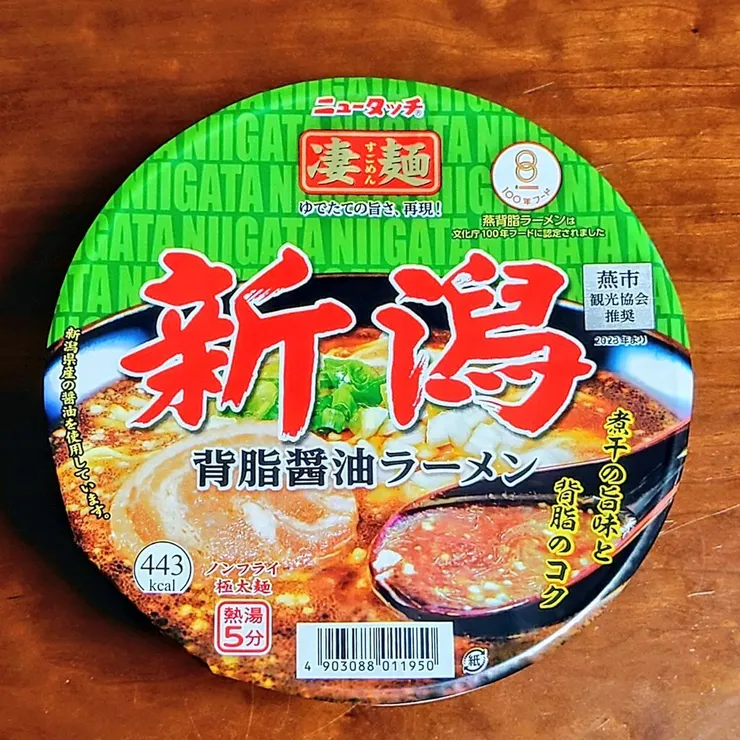 ニュータッチ
凄麺
すごめん
ゆでたての旨さ、再現!
100年フード
燕背脂ラーメンは
文化庁100年フードに認定されました
NIIGATA NIIGATA NIIGATA
燕市
観光協会
推奨
2023年より
新潟
背脂醤油ラーメン
新潟県産の醤油を使用しています。
煮干の旨味と
背脂のコク
443
kcal
ノンフライ
極太麺
熱湯
5分
4 903088 011950
紙